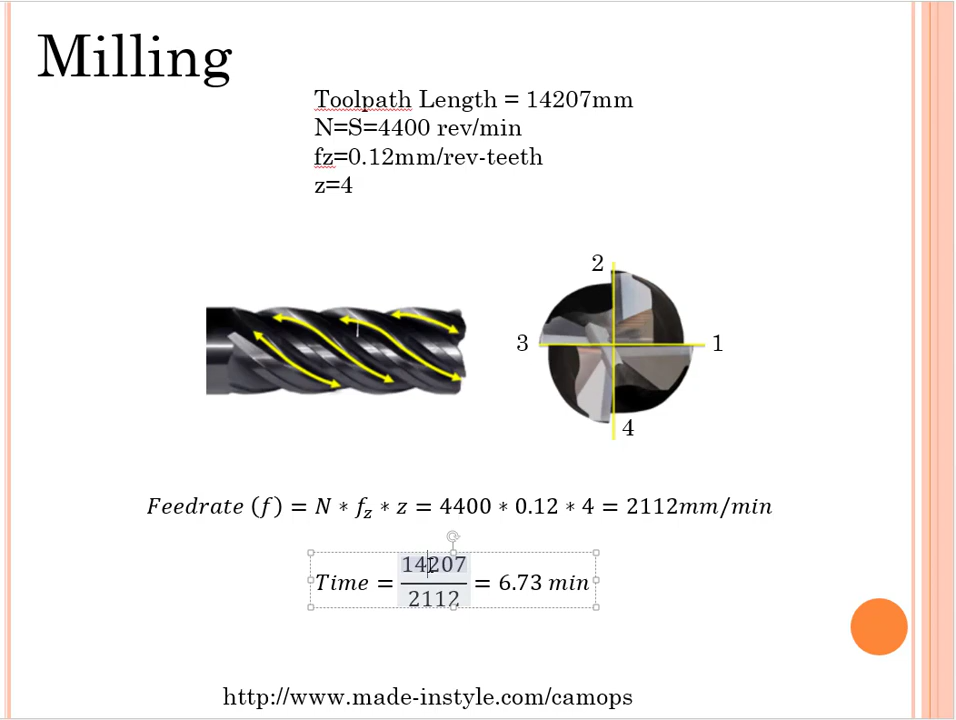 Milling
Toolpath Length = 14207mm
N=S=4400 rev/min
fz=0.12mm/rev-teeth
z=4
2
3
1
4
Feedrate (f) = N * f_z * z = 4400 * 0.12 * 4 = 2112mm/min
Time = 14207/2112 = 6.73 min
http://www.made-instyle.com/camops